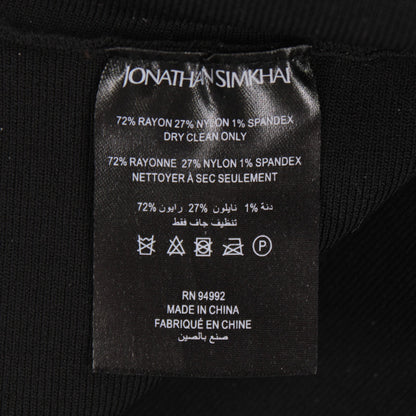 JONATHAN SIMKHAI
72% RAYON 27% NYLON 1% SPANDEX
DRY CLEAN ONLY
72% RAYONNE 27% NYLON 1% SPANDEX
NETTOYER À SEC SEULEMENT
72% رايون 27% نايلون 1% دنة
تنظيف جاف فقط
P
RN 94992
MADE IN CHINA
FABRIQUÉ EN CHINE
صنع بالصين